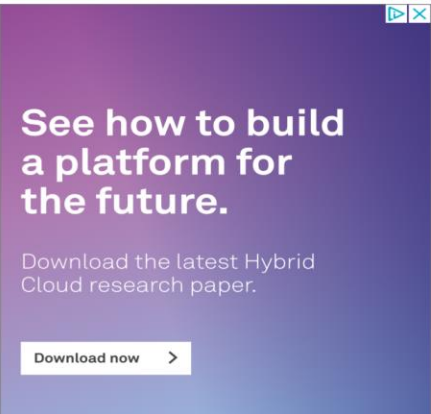 See how to build
a platform for
the future.
Download the latest Hybrid
Cloud research paper.
Download now